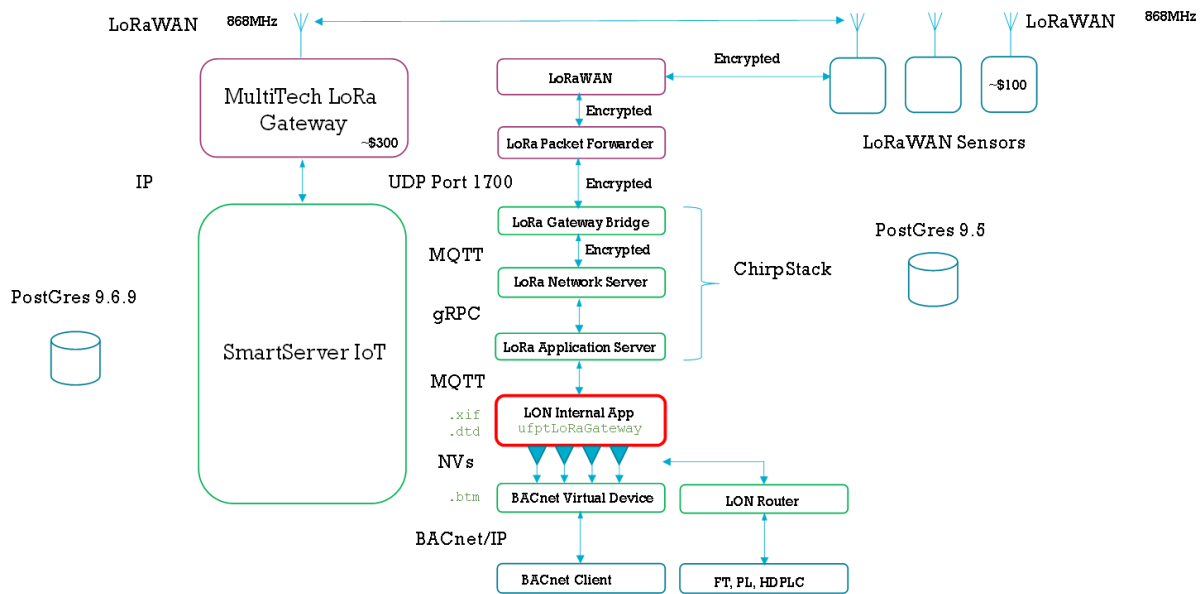 LoRaWAN
868MHz
LoRaWAN
868MHz
MultiTech LoRa
Gateway
~$300
LoRaWAN
Encrypted
~$100
Encrypted
LoRa Packet Forwarder
LoRaWAN Sensors
IP
UDP Port 1700
Encrypted
LoRa Gateway Bridge
PostGres 9.5
MQTT
Encrypted
ChirpStack
LoRa Network Server
PostGres 9.6.9
gRPC
SmartServer IoT
LoRa Application Server
MQTT
.xif
.dtd
LON Internal App
ufptLoRaGateway
NVs
.btm
BACnet Virtual Device
LON Router
BACnet/IP
BACnet Client
FT, PL, HDPLC